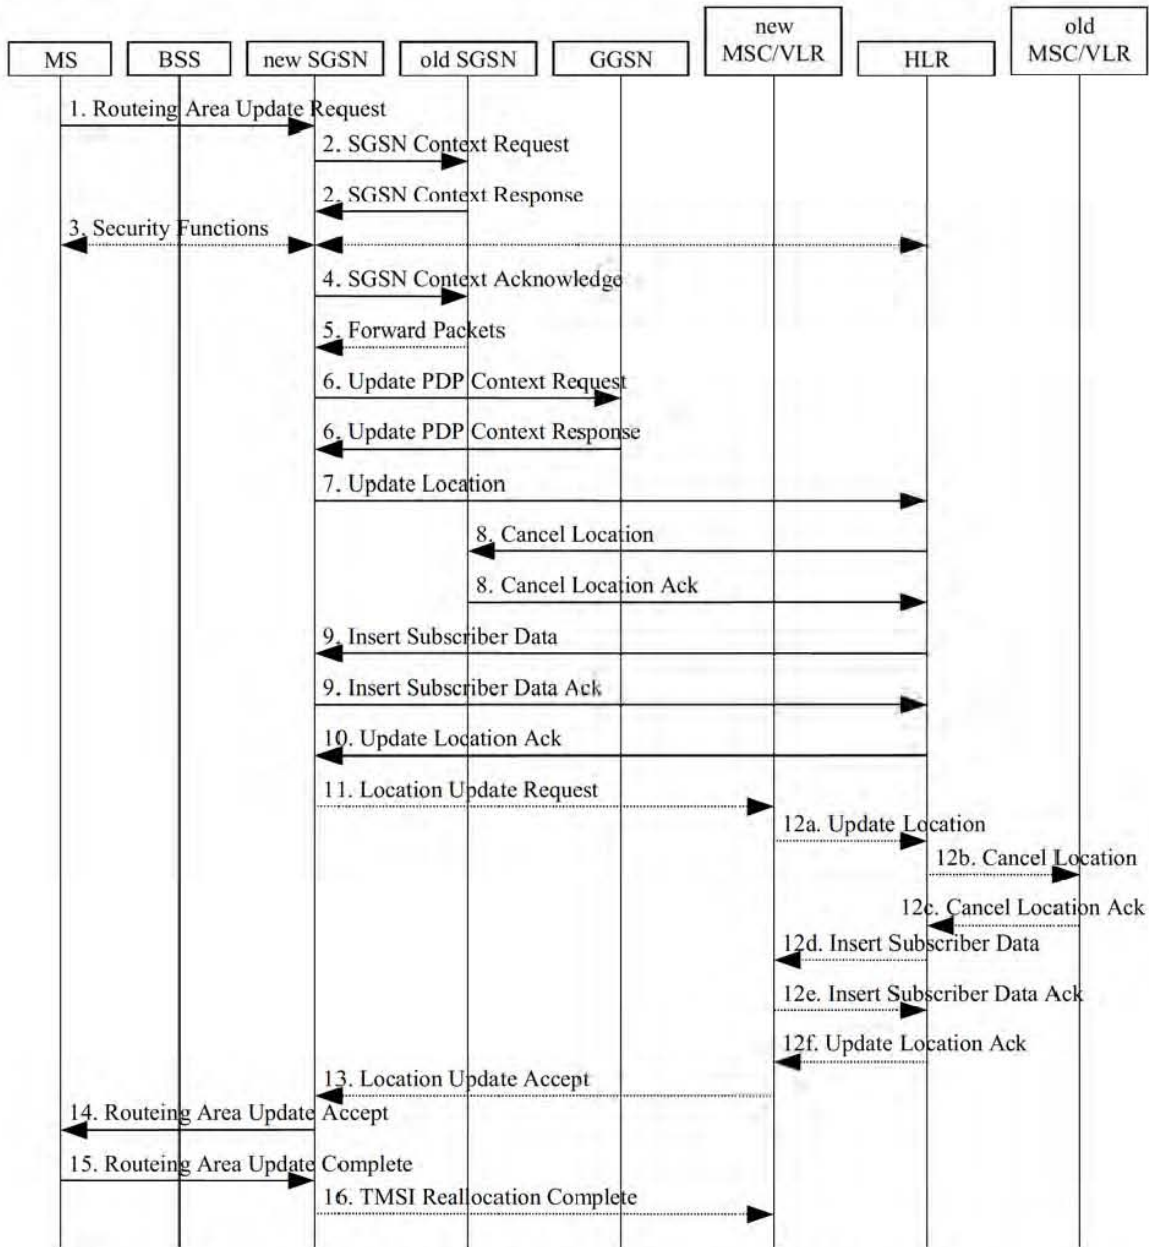 new
MSC/VLR
old
MSC/VLR
MS
BSS
new SGSN
old SGSN
GGSN
HLR
1. Routeing Area Update Request
2. SGSN Context Request
2. SGSN Context Response
3. Security Functions
4. SGSN Context Acknowledge
5. Forward Packets
6. Update PDP Context Request
6. Update PDP Context Response
7. Update Location
8. Cancel Location
8. Cancel Location Ack
9. Insert Subscriber Data
9. Insert Subscriber Data Ack
10. Update Location Ack
11. Location Update Request
12a. Update Location
12b. Cancel Location
12c. Cancel Location Ack
12d. Insert Subscriber Data
12e. Insert Subscriber Data Ack
12f. Update Location Ack
13. Location Update Accept
14. Routeing Area Update Accept
15. Routeing Area Update Complete
16. TMSI Reallocation Complete